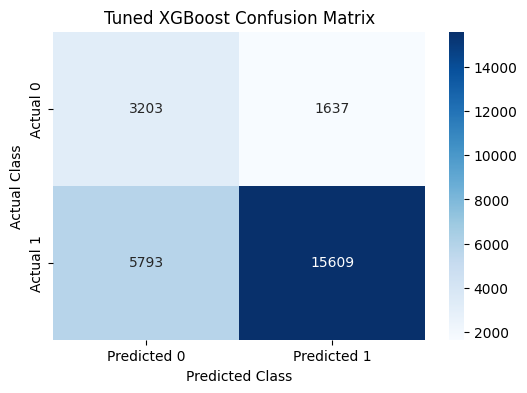 Tuned XGBoost Confusion Matrix
Actual Class
Actual 0
3203
1637
Actual 1
5793
15609
Predicted 0
Predicted 1
Predicted Class
14000
12000
10000
8000
6000
4000
2000